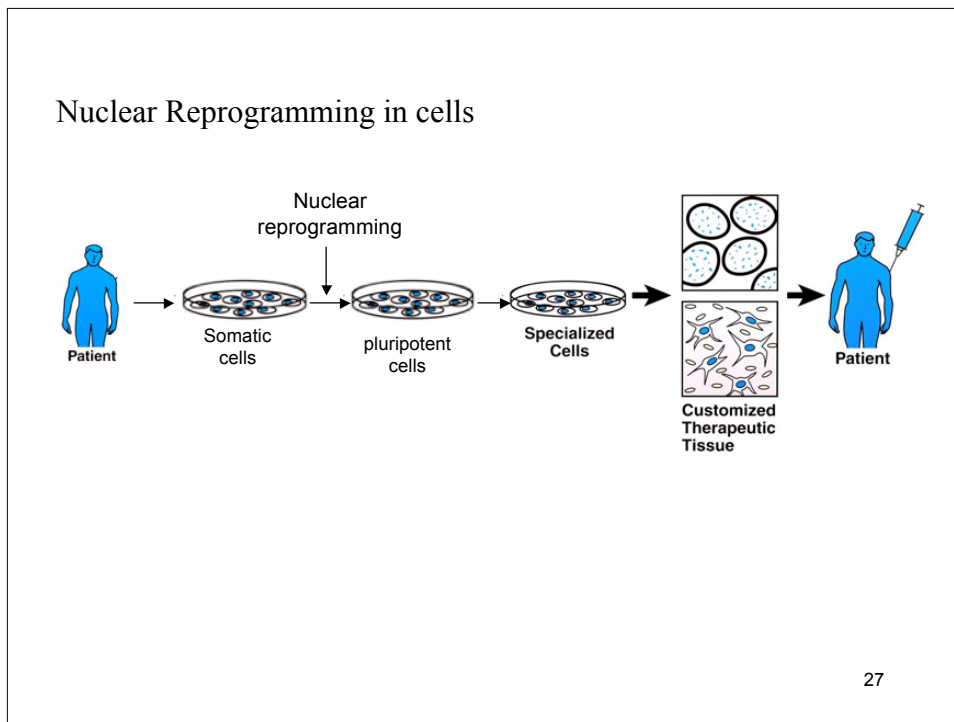 Nuclear Reprogramming in cells
Nuclear
reprogramming
Patient
Somatic
cells
pluripotent
cells
Specialized
Cells
Customized
Therapeutic
Tissue
Patient
27